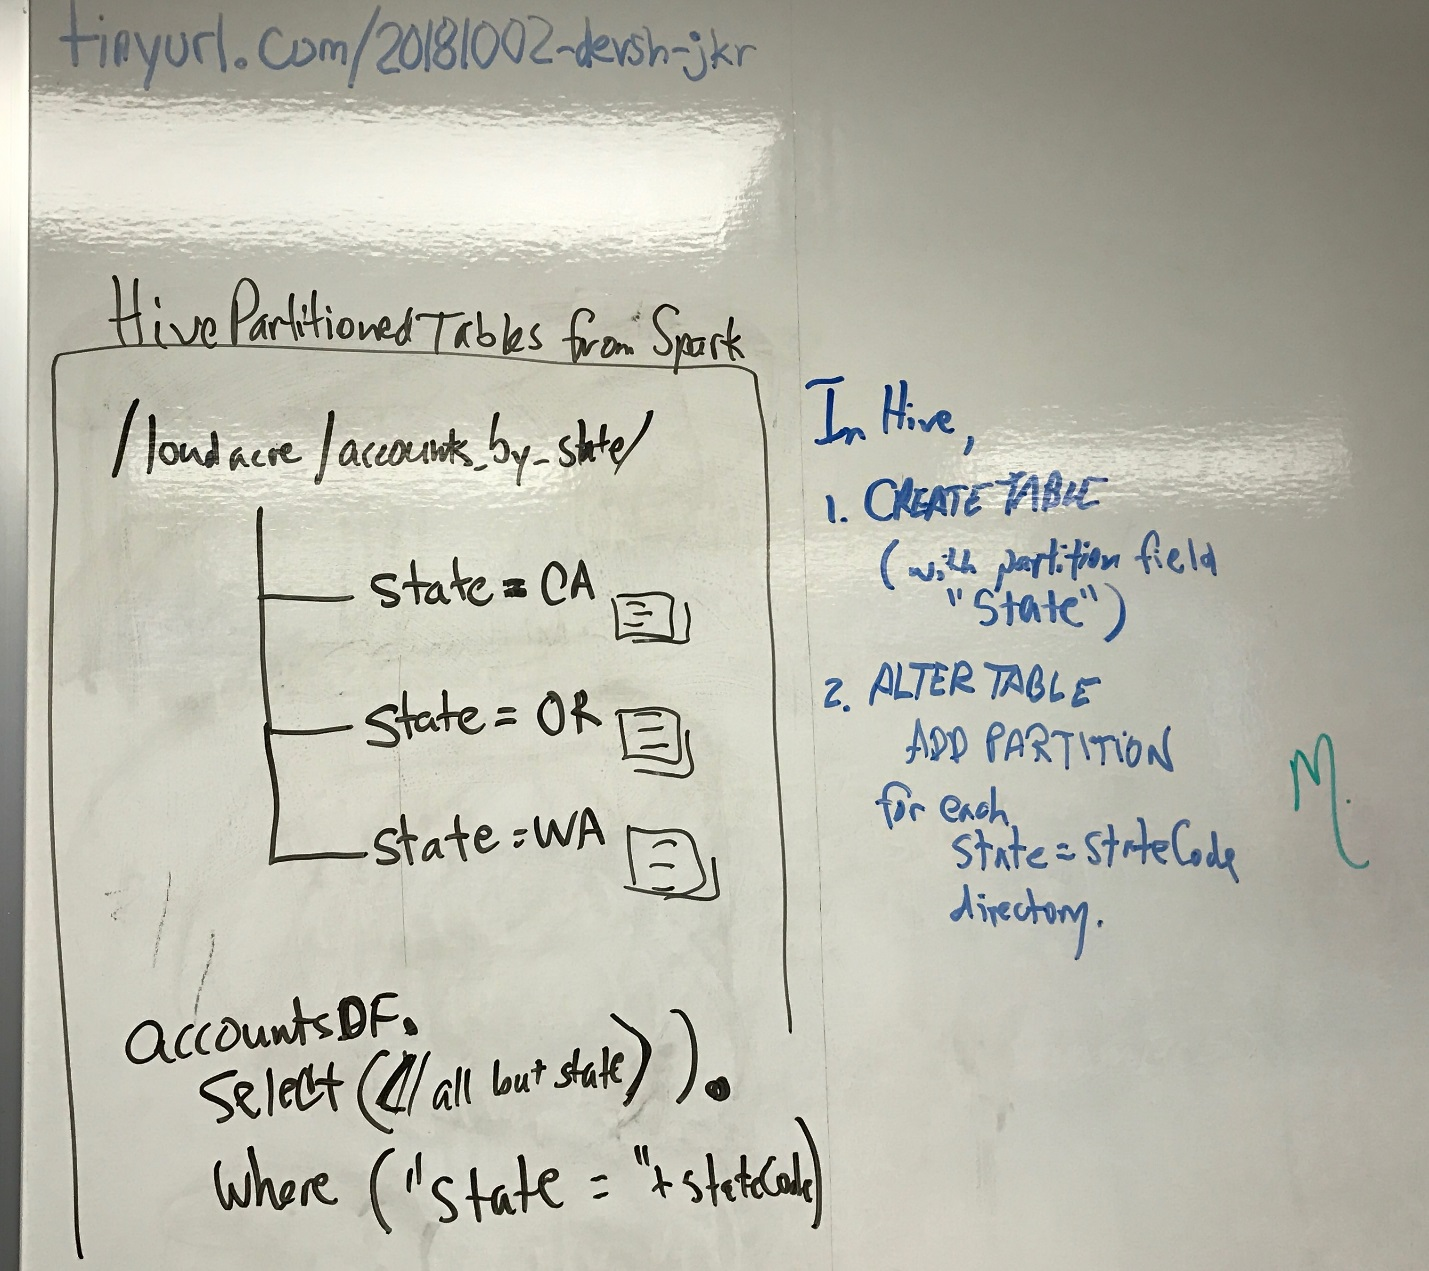 tinyurl.com/20181002-devsh-jkr
Hive Partitioned Tables from Spark
/loudacre/accounts_by_state/
state = CA
state = OR
state = WA
accountsDF.
select (// all but state)).
where ("state = "+ stateCode)
In Hive,
1. CREATE TABLE
(with partition field
"state")
2. ALTER TABLE
ADD PARTITION
for each
state = stateCode
directory.
M.